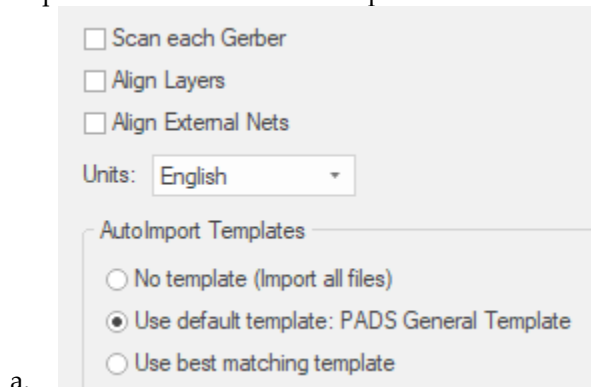 Scan each Gerber
Align Layers
Align External Nets
Units: English
AutoImport Templates
No template (Import all files)
Use default template: PADS General Template
a. Use best matching template